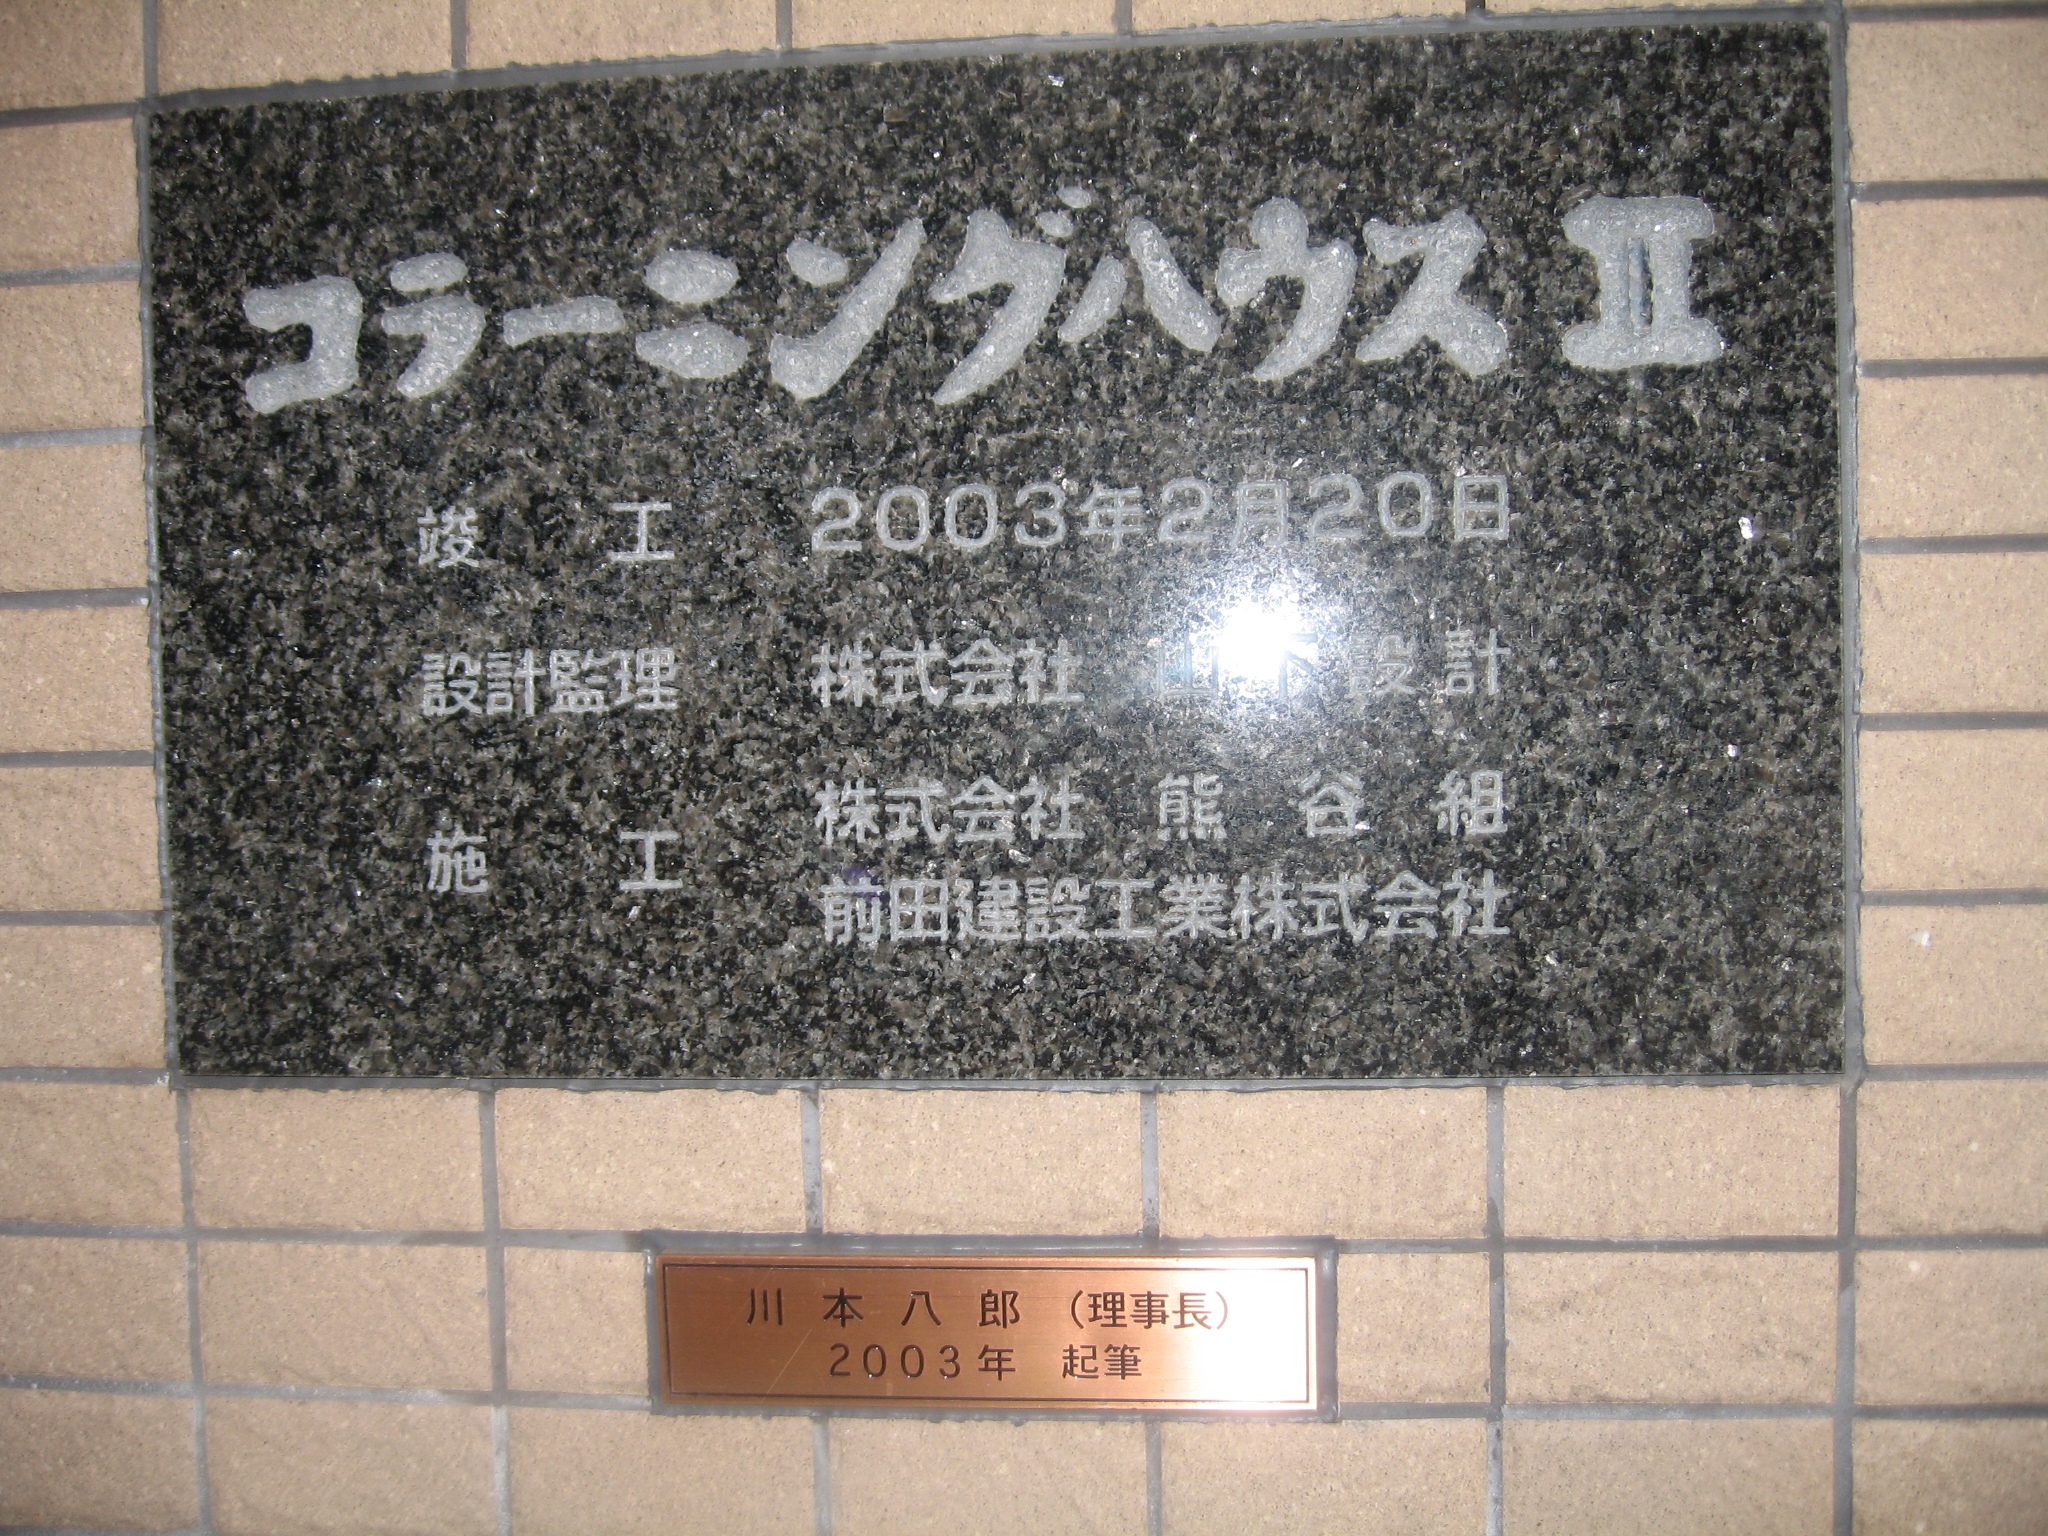 コラーニングハウスⅡ
竣　工　2003年2月20日
設計監理　株式会社　山下設計
施　工　株式会社　熊谷組
前田建設工業株式会社
川本八郎（理事長）
2003年　起筆